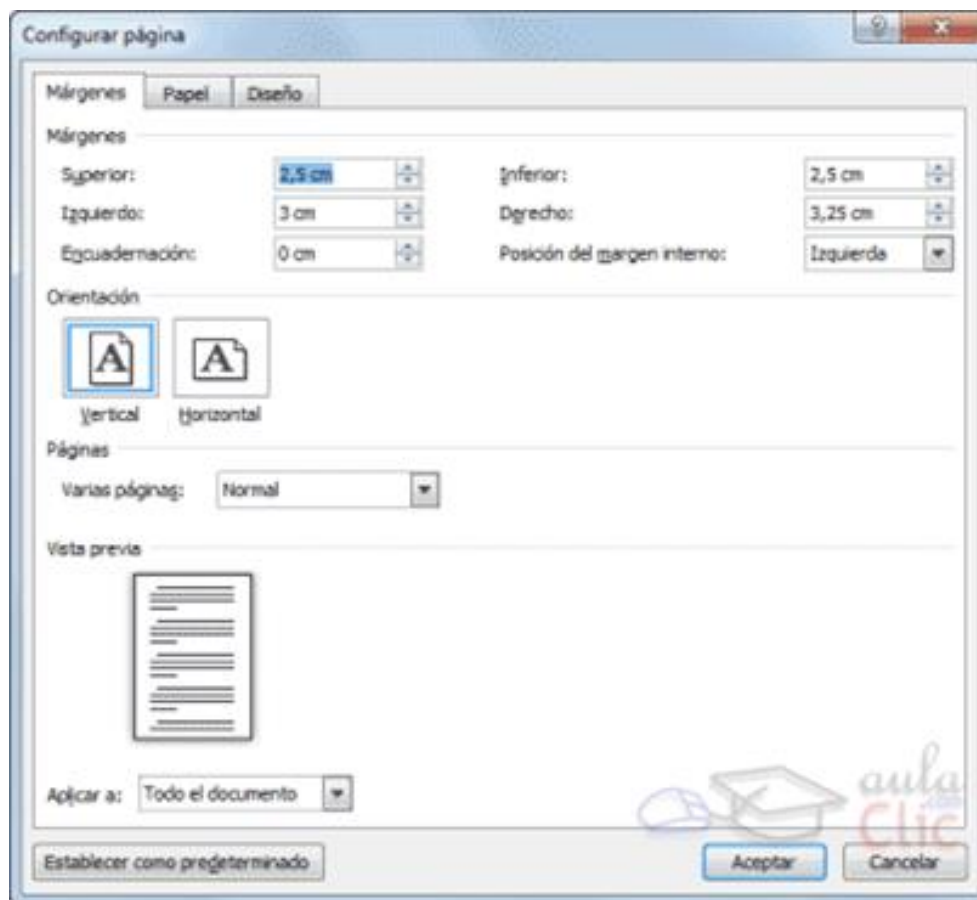 Configurar página
Márgenes Papel Diseño
Márgenes
Superior: 2,5 cm Inferior: 2,5 cm
Izquierdo: 3 cm Derecho: 3,25 cm
Encuadernación: 0 cm Posición del margen interno: Izquierda
Orientación
A A
Vertical Horizontal
Páginas
Varias páginas: Normal
Vista previa
Aplicar a: Todo el documento
aula
.com
Clic
Establecer como predeterminado Aceptar Cancelar